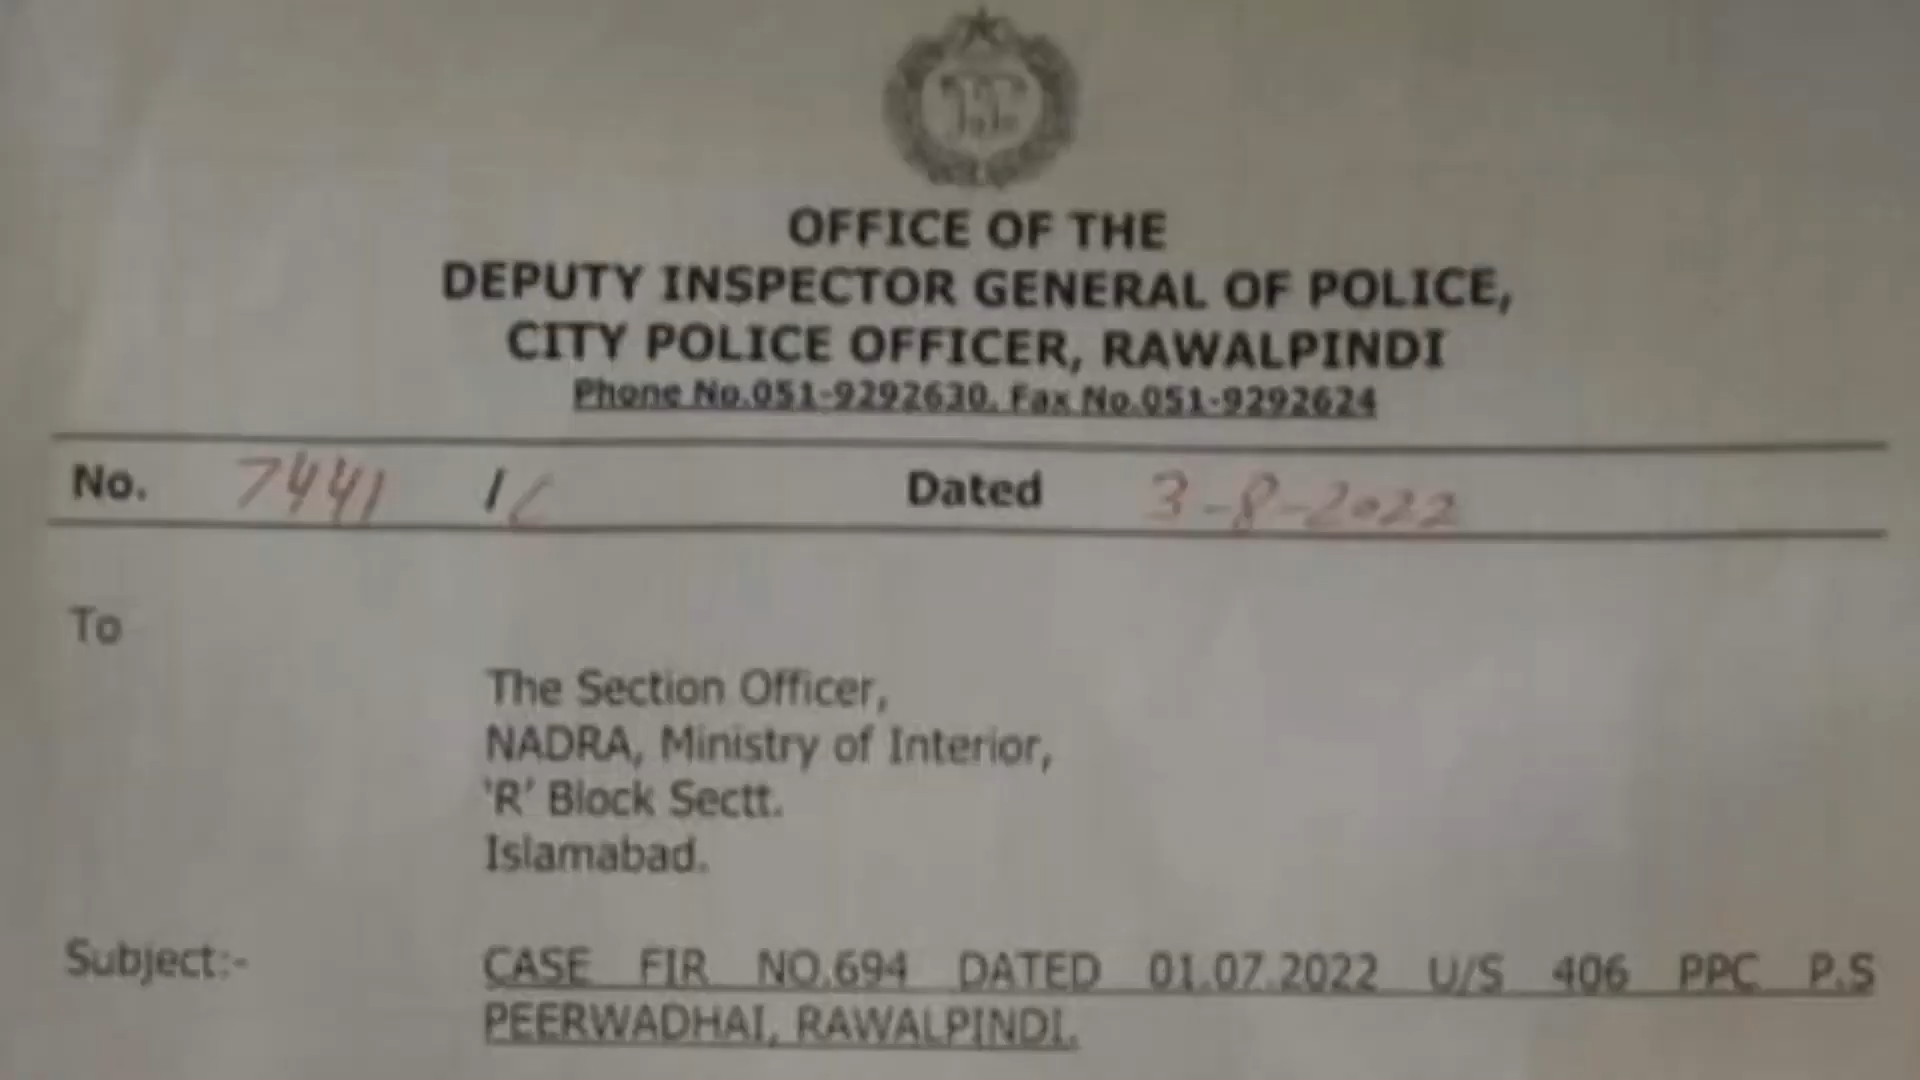 OFFICE OF THE
DEPUTY INSPECTOR GENERAL OF POLICE,
CITY POLICE OFFICER, RAWALPINDI
Phone No.051-9292630, Fax No.051-9292624
No. 7441 /C Dated 3-8-2022
To
The Section Officer,
NADRA, Ministry of Interior,
'R' Block Sectt.
Islamabad.
Subject:- CASE FIR NO.694 DATED 01.07.2022 U/S 406 PPC P.S
PEERWADHAI, RAWALPINDI.